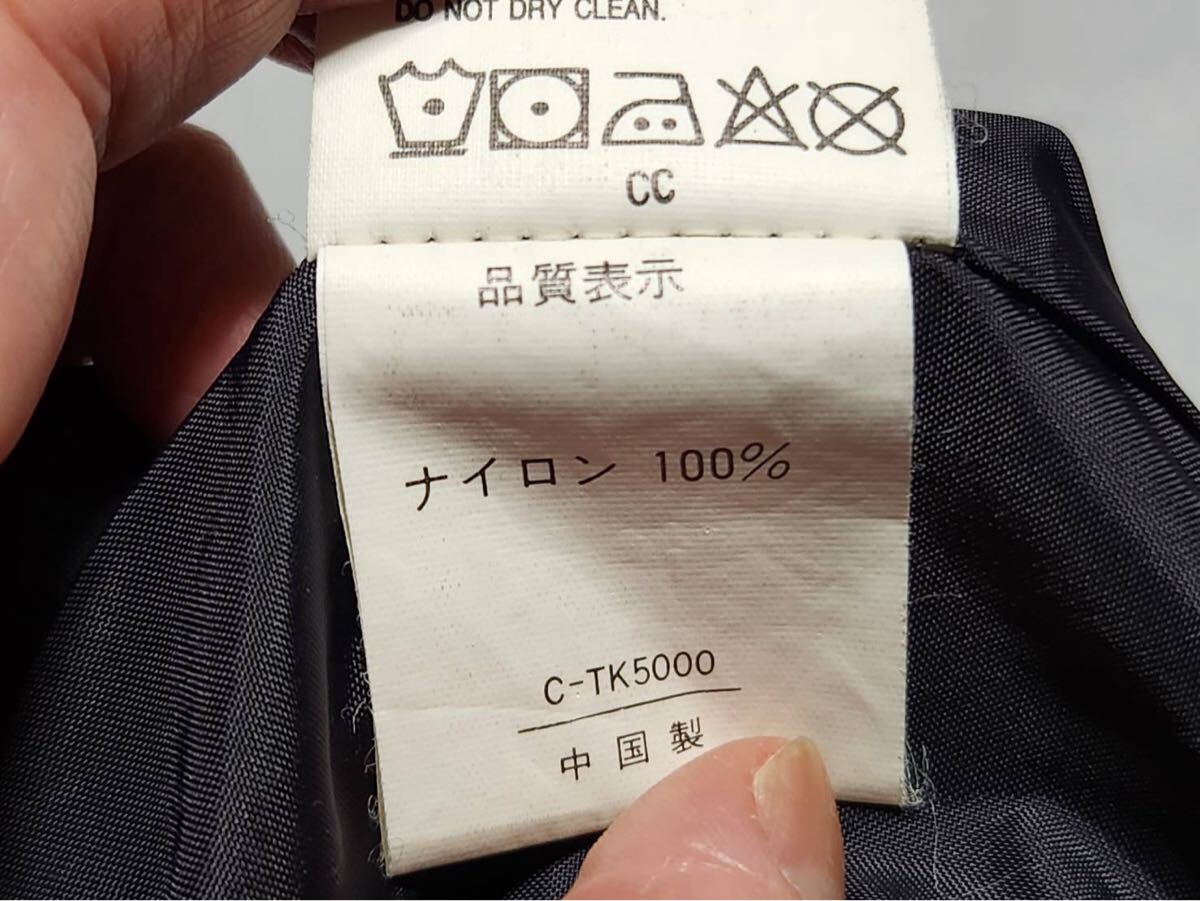 DO NOT DRY CLEAN.
CC
品質表示
ナイロン 100%
C-TK5000
中国製